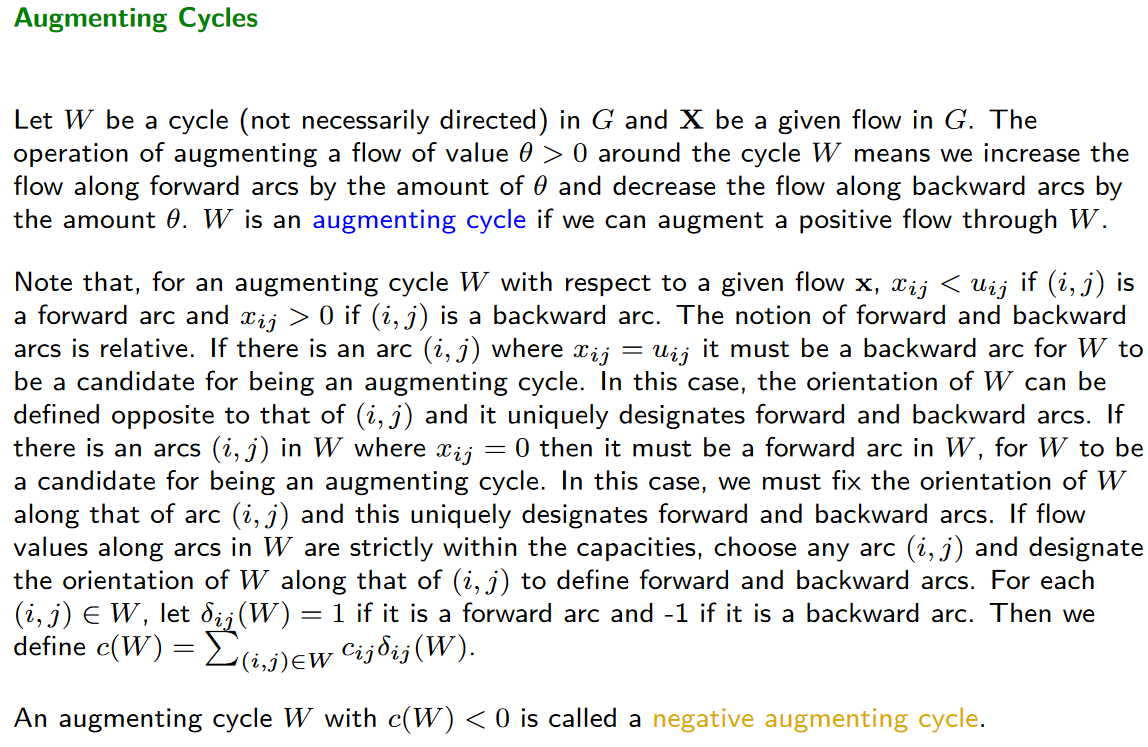 Augmenting Cycles
Let W be a cycle (not necessarily directed) in G and X be a given flow in G. The
operation of augmenting a flow of value θ > 0 around the cycle W means we increase the
flow along forward arcs by the amount of θ and decrease the flow along backward arcs by
the amount θ. W is an augmenting cycle if we can augment a positive flow through W.
Note that, for an augmenting cycle W with respect to a given flow x, x_{ij} < u_{ij} if (i, j) is
a forward arc and x_{ij} > 0 if (i, j) is a backward arc. The notion of forward and backward
arcs is relative. If there is an arc (i, j) where x_{ij} = u_{ij} it must be a backward arc for W to
be a candidate for being an augmenting cycle. In this case, the orientation of W can be
defined opposite to that of (i, j) and it uniquely designates forward and backward arcs. If
there is an arcs (i, j) in W where x_{ij} = 0 then it must be a forward arc in W, for W to be
a candidate for being an augmenting cycle. In this case, we must fix the orientation of W
along that of arc (i, j) and this uniquely designates forward and backward arcs. If flow
values along arcs in W are strictly within the capacities, choose any arc (i, j) and designate
the orientation of W along that of (i, j) to define forward and backward arcs. For each
(i, j) ∈ W, let δ_{ij}(W) = 1 if it is a forward arc and -1 if it is a backward arc. Then we
define c(W) = ∑_{(i,j)∈W} c_{ij}δ_{ij}(W).
An augmenting cycle W with c(W) < 0 is called a negative augmenting cycle.